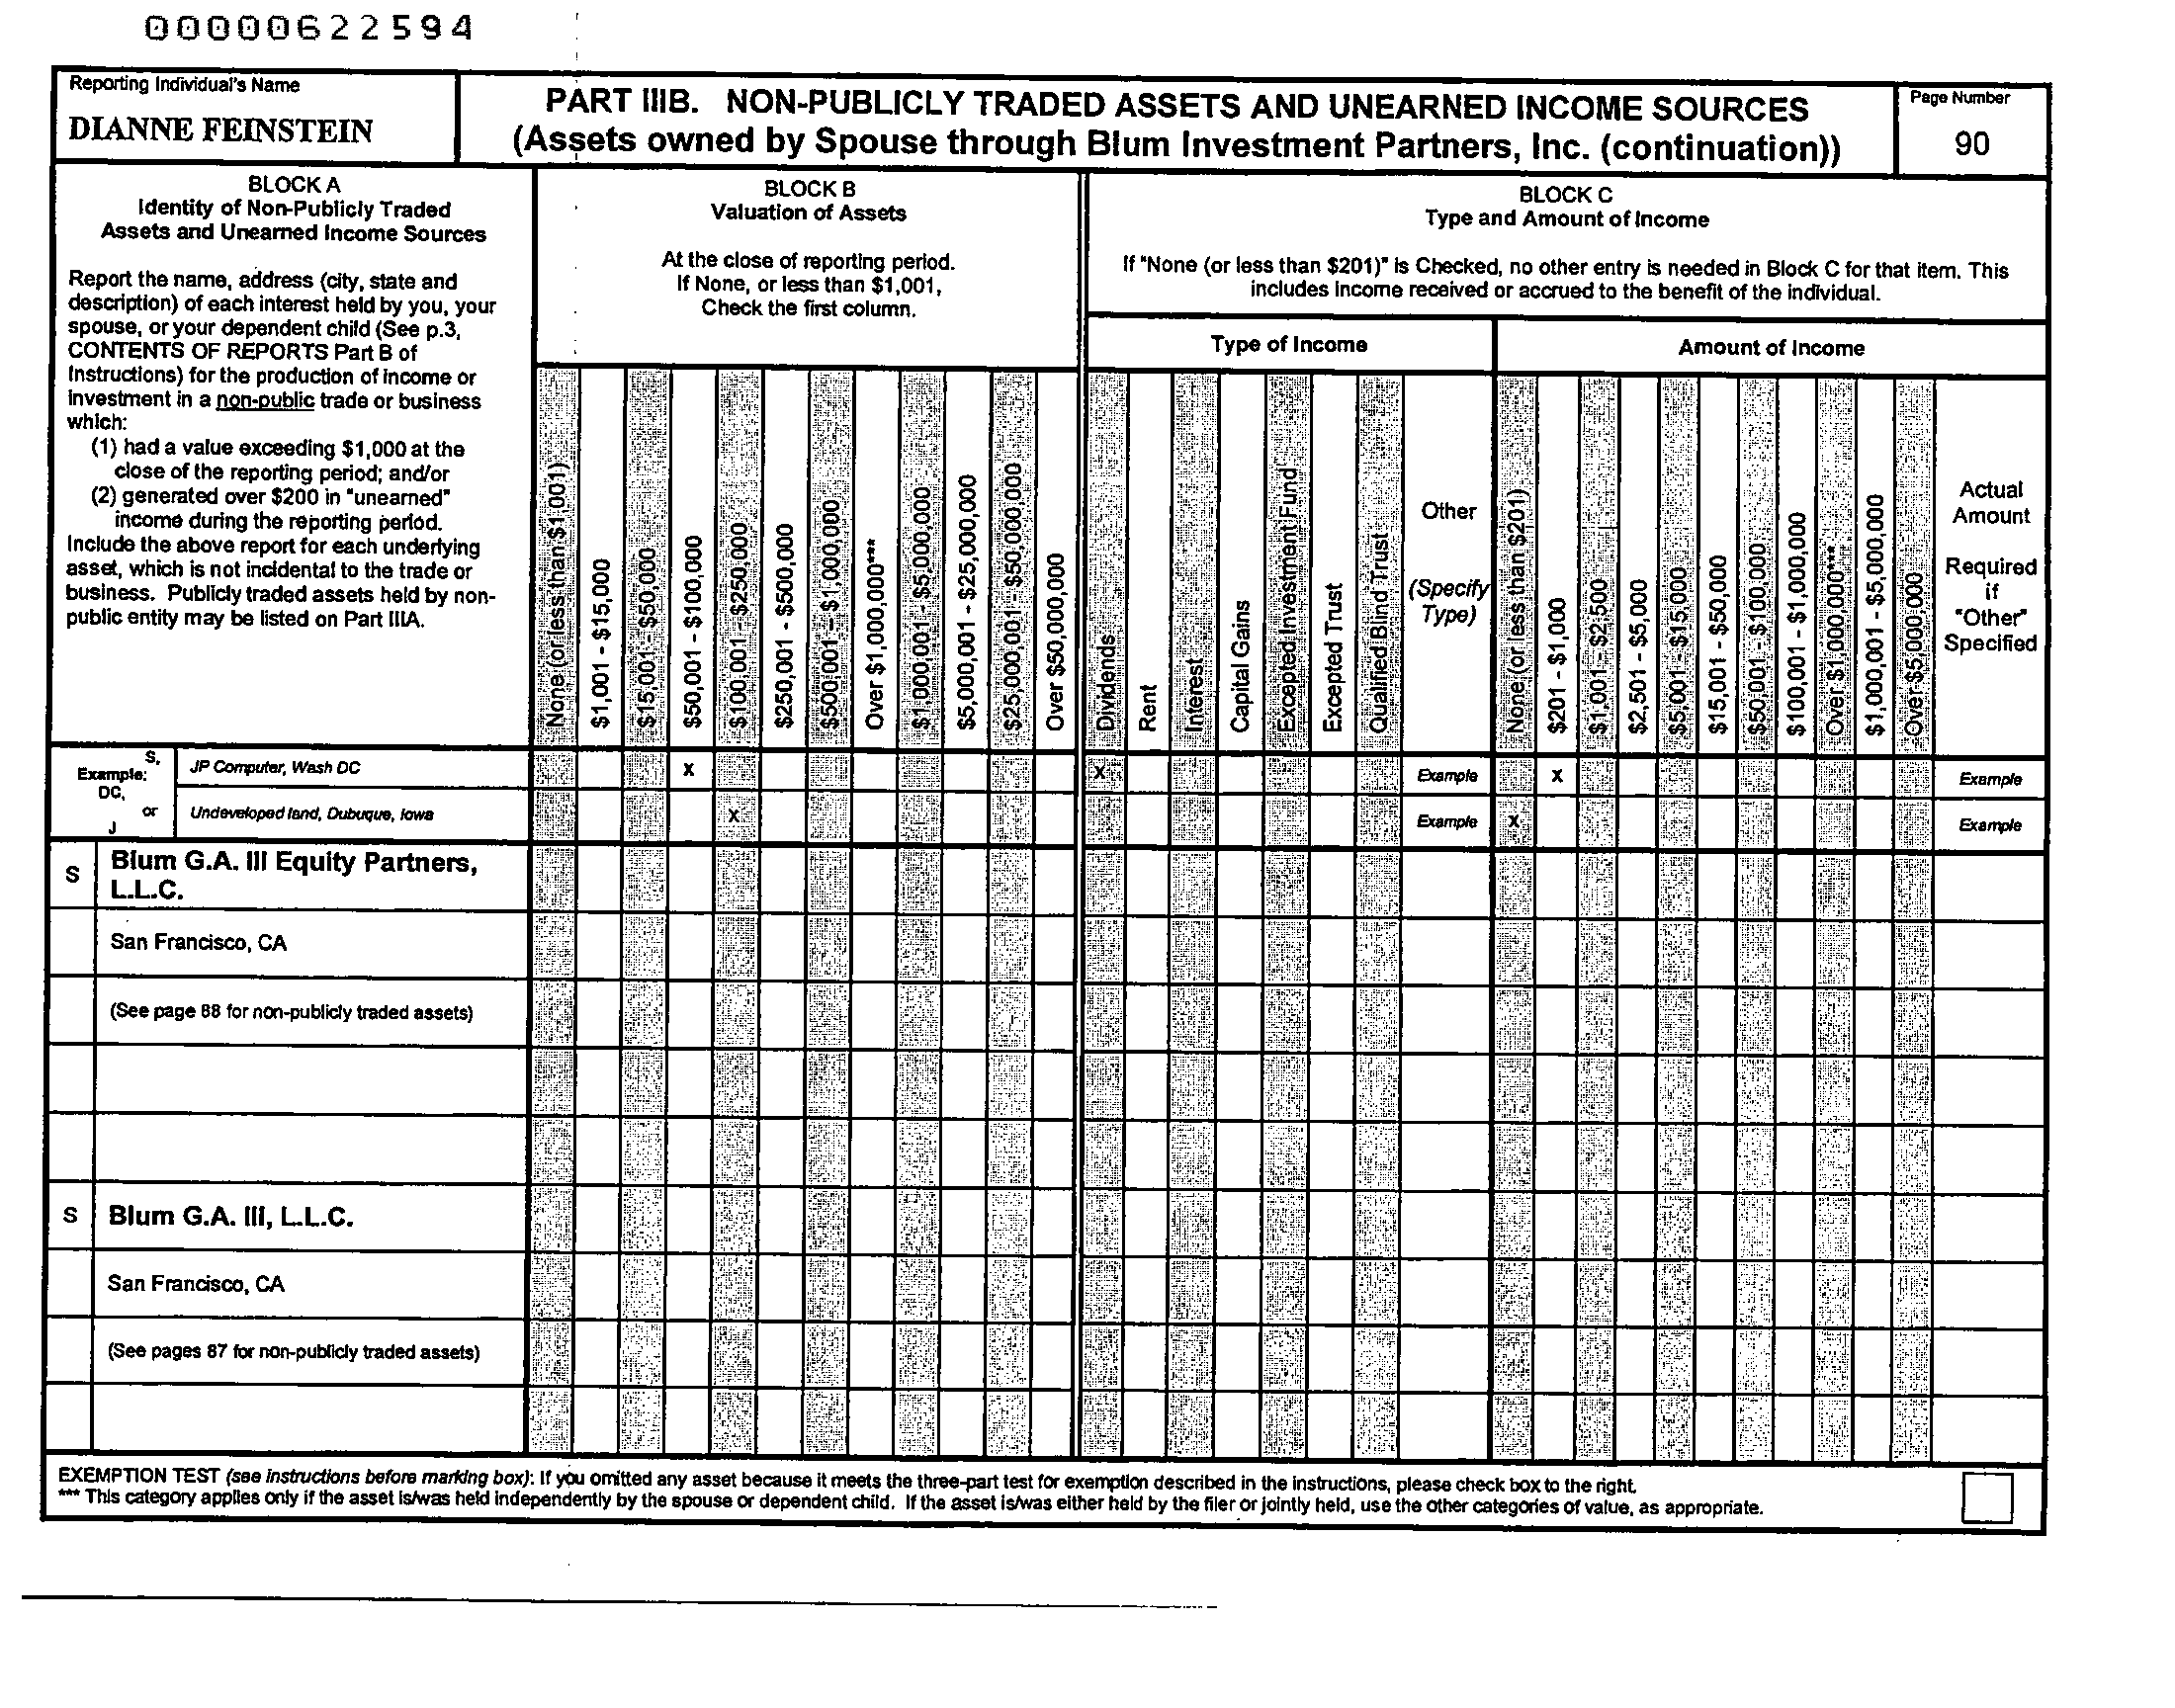 00000622594
Reporting Individual's Name
DIANNE FEINSTEIN
PART IIIB. NON-PUBLICLY TRADED ASSETS AND UNEARNED INCOME SOURCES
(Assets owned by Spouse through Blum Investment Partners, Inc. (continuation))
Page Number
90
BLOCK A
Identity of Non-Publicly Traded
Assets and Unearned Income Sources
Report the name, address (city, state and
description) of each interest held by you, your
spouse, or your dependent child (See p.3,
CONTENTS OF REPORTS Part B of
Instructions) for the production of income or
investment in a non-public trade or business
which:
(1) had a value exceeding $1,000 at the
close of the reporting period; and/or
(2) generated over $200 in "unearned"
income during the reporting period.
Include the above report for each underlying
asset, which is not incidental to the trade or
business. Publicly traded assets held by non-
public entity may be listed on Part IIIA.
BLOCK B
Valuation of Assets
At the close of reporting period.
If None, or less than $1,001,
Check the first column.
None (or less than $1,001)
$1,001 - $15,000
$15,001 - $50,000
$50,001 - $100,000
$100,001 - $250,000
$250,001 - $500,000
$500,001 - $1,000,000
Over $1,000,000***
$1,000,001 - $5,000,000
$5,000,001 - $25,000,000
$25,000,001 - $50,000,000
Over $50,000,000
BLOCK C
Type and Amount of Income
If "None (or less than $201)" is Checked, no other entry is needed in Block C for that item. This
includes income received or accrued to the benefit of the individual.
Type of Income
Amount of Income
Dividends
Rent
Interest
Capital Gains
Excepted Investment Fund
Excepted Trust
Qualified Blind Trust
Other
(Specify
Type)
None (or less than $201)
$201 - $1,000
$1,001 - $2,500
$2,501 - $5,000
$5,001 - $15,000
$15,001 - $50,000
$50,001 - $100,000
$100,001 - $1,000,000
Over $1,000,000***
$1,000,001 - $5,000,000
Over $5,000,000
Actual
Amount
Required
if
"Other"
Specified
S,
Example:
DC,
or
J
JP Computer, Wash DC X X Example X Example
Undeveloped land, Dubuque, Iowa X Example X Example
S Blum G.A. III Equity Partners,
L.L.C.
San Francisco, CA
(See page 88 for non-publicly traded assets)
S Blum G.A. III, L.L.C.
San Francisco, CA
(See pages 87 for non-publicly traded assets)
EXEMPTION TEST (see instructions before marking box): If you omitted any asset because it meets the three-part test for exemption described in the instructions, please check box to the right.
*** This category applies only if the asset is/was held independently by the spouse or dependent child. If the asset is/was either held by the filer or jointly held, use the other categories of value, as appropriate.